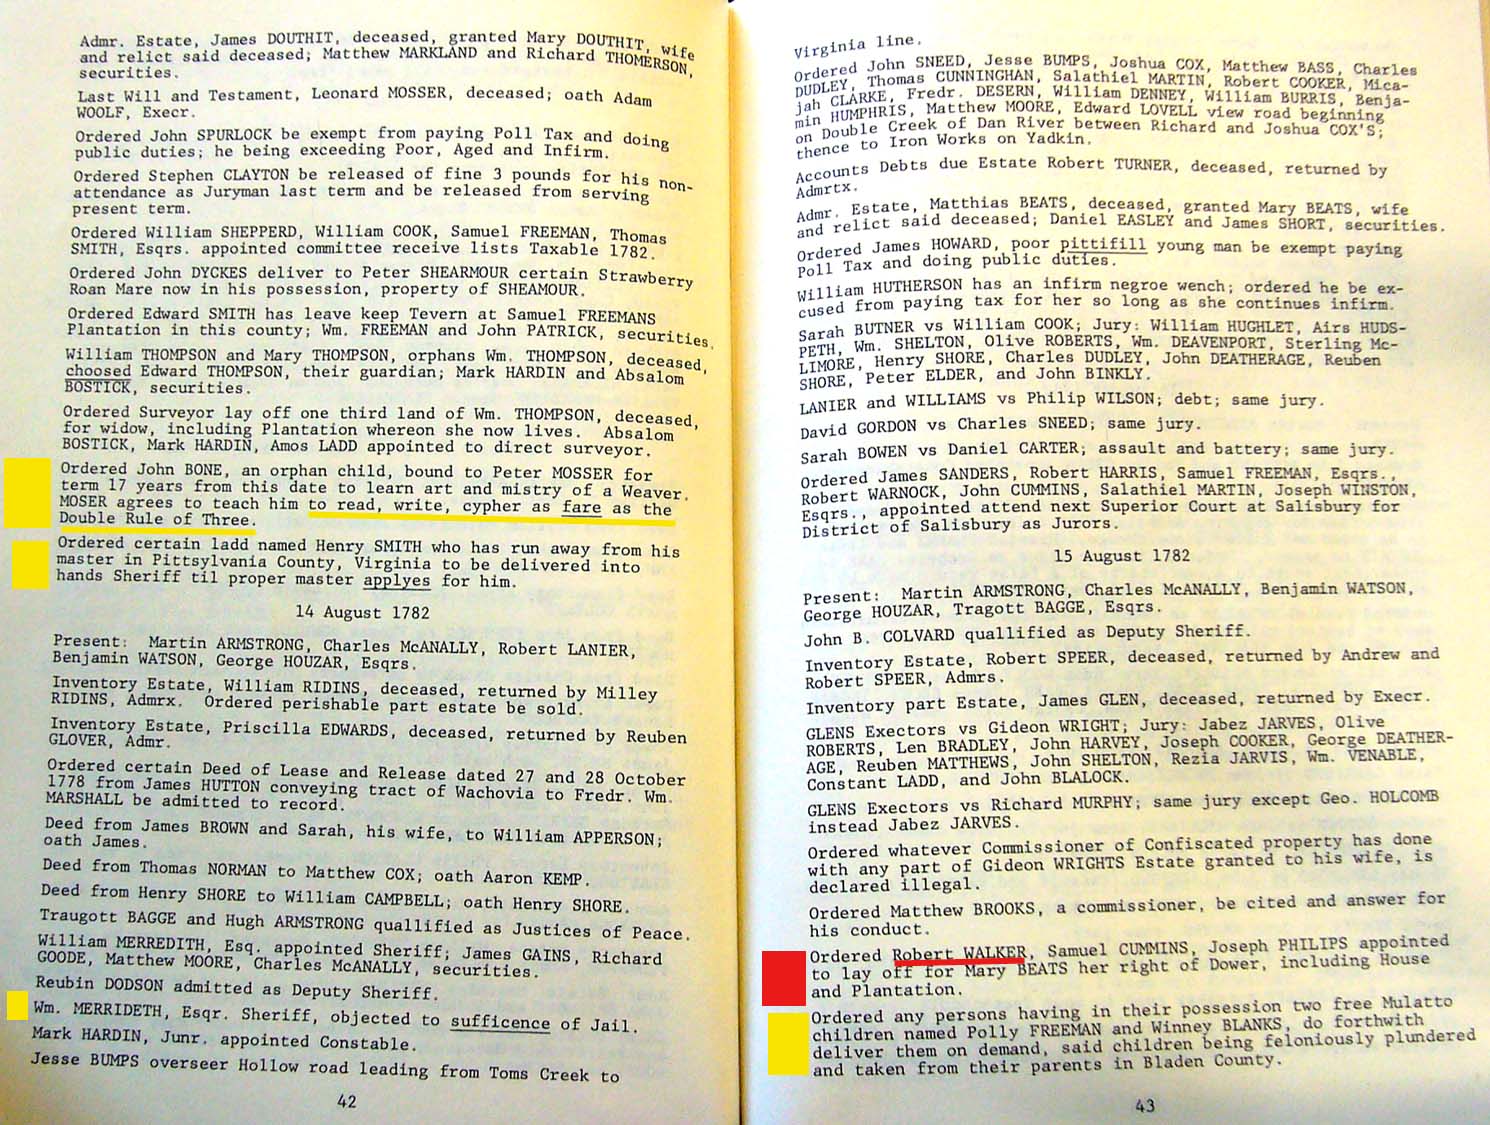 Admr. Estate, James DOUTHIT, deceased, granted Mary DOUTHIT, wife
and relict said deceased; Matthew MARKLAND and Richard THOMERSON,
securities.
Last Will and Testament, Leonard MOSSER, deceased; oath Adam
WOOLF, Execr.
Ordered John SPURLOCK be exempt from paying Poll Tax and doing
public duties; he being exceeding Poor, Aged and Infirm.
Ordered Stephen CLAYTON be released of fine 3 pounds for his non-
attendance as Juryman last term and be released from serving
present term.
Ordered William SHEPPERD, William COOK, Samuel FREEMAN, Thomas
SMITH, Esqrs. appointed committee receive lists Taxable 1782.
Ordered John DYCKES deliver to Peter SHEARMOUR certain Strawberry
Roan Mare now in his possession, property of SHEAMOUR.
Ordered Edward SMITH has leave keep Tevern at Samuel FREEMANS
Plantation in this county; Wm. FREEMAN and John PATRICK, securities.
William THOMPSON and Mary THOMPSON, orphans Wm. THOMPSON, deceased,
choosed Edward THOMPSON, their guardian; Mark HARDIN and Absalom
BOSTICK, securities.
Ordered Surveyor lay off one third land of Wm. THOMPSON, deceased,
for widow, including Plantation whereon she now lives. Absalom
BOSTICK, Mark HARDIN, Amos LADD appointed to direct surveyor.
Ordered John BONE, an orphan child, bound to Peter MOSSER for
term 17 years from this date to learn art and mistry of a Weaver.
MOSER agrees to teach him to read, write, cypher as fare as the
Double Rule of Three.
Ordered certain ladd named Henry SMITH who has run away from his
master in Pittsylvania County, Virginia to be delivered into
hands Sheriff til proper master applyes for him.
14 August 1782
Present: Martin ARMSTRONG, Charles McANALLY, Robert LANIER,
Benjamin WATSON, George HOUZAR, Esqrs.
Inventory Estate, William RIDINS, deceased, returned by Milley
RIDINS, Admrx. Ordered perishable part estate be sold.
Inventory Estate, Priscilla EDWARDS, deceased, returned by Reuben
GLOVER, Admr.
Ordered certain Deed of Lease and Release dated 27 and 28 October
1778 from James HUTTON conveying tract of Wachovia to Fredr. Wm.
MARSHALL be admitted to record.
Deed from James BROWN and Sarah, his wife, to William APPERSON;
oath James.
Deed from Thomas NORMAN to Matthew COX; oath Aaron KEMP.
Deed from Henry SHORE to William CAMPBELL; oath Henry SHORE.
Traugott BAGGE and Hugh ARMSTRONG quallified as Justices of Peace.
William MERREDITH, Esq. appointed Sheriff; James GAINS, Richard
GOODE, Matthew MOORE, Charles McANALLY, securities.
Reubin DODSON admitted as Deputy Sheriff.
Wm. MERRIDETH, Esqr. Sheriff, objected to sufficence of Jail.
Mark HARDIN, Junr. appointed Constable.
Jesse BUMPS overseer Hollow road leading from Toms Creek to
42
Virginia line.
Ordered John SNEED, Jesse BUMPS, Joshua COX, Matthew BASS, Charles
DUDLEY, Thomas CUNNINGHAN, Salathiel MARTIN, Robert COOKER, Mica-
jah CLARKE, Fredr. DESERN, William DENNEY, William BURRIS, Benja-
min HUMPHRIS, Matthew MOORE, Edward LOVELL view road beginning
on Double Creek of Dan River between Richard and Joshua COX'S;
thence to Iron Works on Yadkin.
Accounts Debts due Estate Robert TURNER, deceased, returned by
Admrtx.
Admr. Estate, Matthias BEATS, deceased, granted Mary BEATS, wife
and relict said deceased; Daniel EASLEY and James SHORT, securities.
Ordered James HOWARD, poor pittifill young man be exempt paying
Poll Tax and doing public duties.
William HUTHERSON has an infirm negroe wench; ordered he be ex-
cused from paying tax for her so long as she continues infirm.
Sarah BUTNER vs William COOK; Jury: William HUGHLET, Airs HUDS-
PETH, Wm. SHELTON, Olive ROBERTS, Wm. DEAVENPORT, Sterling Mc-
LIMORE, Henry SHORE, Charles DUDLEY, John DEATHERAGE, Reuben
SHORE, Peter ELDER, and John BINKLY.
LANIER and WILLIAMS vs Philip WILSON; debt; same jury.
David GORDON vs Charles SNEED; same jury.
Sarah BOWEN vs Daniel CARTER; assault and battery; same jury.
Ordered James SANDERS, Robert HARRIS, Samuel FREEMAN, Esqrs.,
Robert WARNOCK, John CUMMINS, Salathiel MARTIN, Joseph WINSTON,
Esqrs., appointed attend next Superior Court at Salisbury for
District of Salisbury as Jurors.
15 August 1782
Present: Martin ARMSTRONG, Charles McANALLY, Benjamin WATSON,
George HOUZAR, Tragott BAGGE, Esqrs.
John B. COLVARD quallified as Deputy Sheriff.
Inventory Estate, Robert SPEER, deceased, returned by Andrew and
Robert SPEER, Admrs.
Inventory part Estate, James GLEN, deceased, returned by Execr.
GLENS Exectors vs Gideon WRIGHT; Jury: Jabez JARVES, Olive
ROBERTS, Len BRADLEY, John HARVEY, Joseph COOKER, George DEATHER-
AGE, Reuben MATTHEWS, John SHELTON, Rezia JARVIS, Wm. VENABLE,
Constant LADD, and John BLALOCK.
GLENS Exectors vs Richard MURPHY; same jury except Geo. HOLCOMB
instead Jabez JARVES.
Ordered whatever Commissioner of Confiscated property has done
with any part of Gideon WRIGHTS Estate granted to his wife, is
declared illegal.
Ordered Matthew BROOKS, a commissioner, be cited and answer for
his conduct.
Ordered Robert WALKER, Samuel CUMMINS, Joseph PHILIPS appointed
to lay off for Mary BEATS her right of Dower, including House
and Plantation.
Ordered any persons having in their possession two free Mulatto
children named Polly FREEMAN and Winney BLANKS, do forthwith
deliver them on demand, said children being feloniously plundered
and taken from their parents in Bladen County.
43